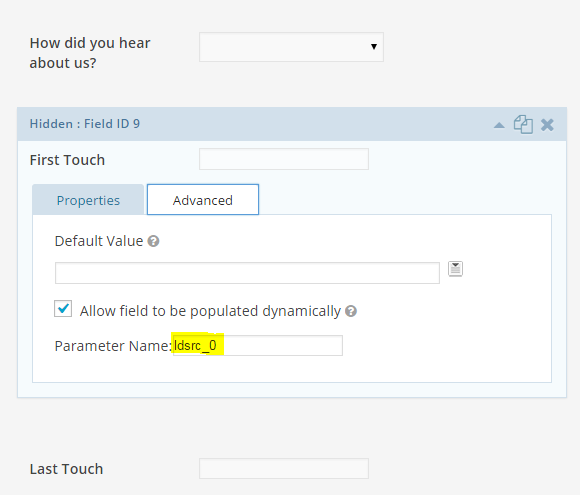 How did you hear
about us?
Hidden : Field ID 9
First Touch
Properties
Advanced
Default Value
Allow field to be populated dynamically
Parameter Name: ldsrc_0
Last Touch